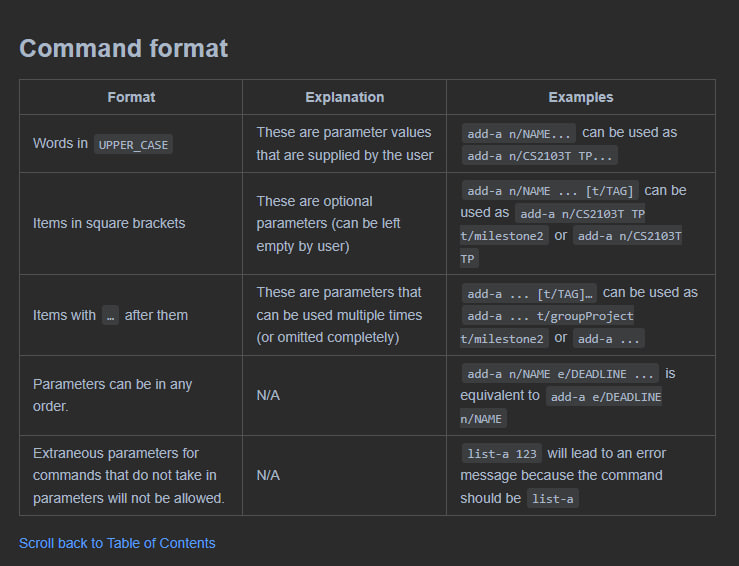 Command format
Format Explanation Examples
Words in UPPER_CASE
These are parameter values
that are supplied by the user
add-a n/NAME... can be used as
add-a n/CS2103T TP...
Items in square brackets
These are optional
parameters (can be left
empty by user)
add-a n/NAME ... [t/TAG] can be
used as add-a n/CS2103T TP
t/milestone2 or add-a n/CS2103T
TP
Items with … after them
These are parameters that
can be used multiple times
(or omitted completely)
add-a ... [t/TAG]… can be used as
add-a ... t/groupProject
t/milestone2 or add-a ...
Parameters can be in any
order.
N/A
add-a n/NAME e/DEADLINE ... is
equivalent to add-a e/DEADLINE
n/NAME
Extraneous parameters for
commands that do not take in
parameters will not be allowed.
N/A
list-a 123 will lead to an error
message because the command
should be list-a
Scroll back to Table of Contents